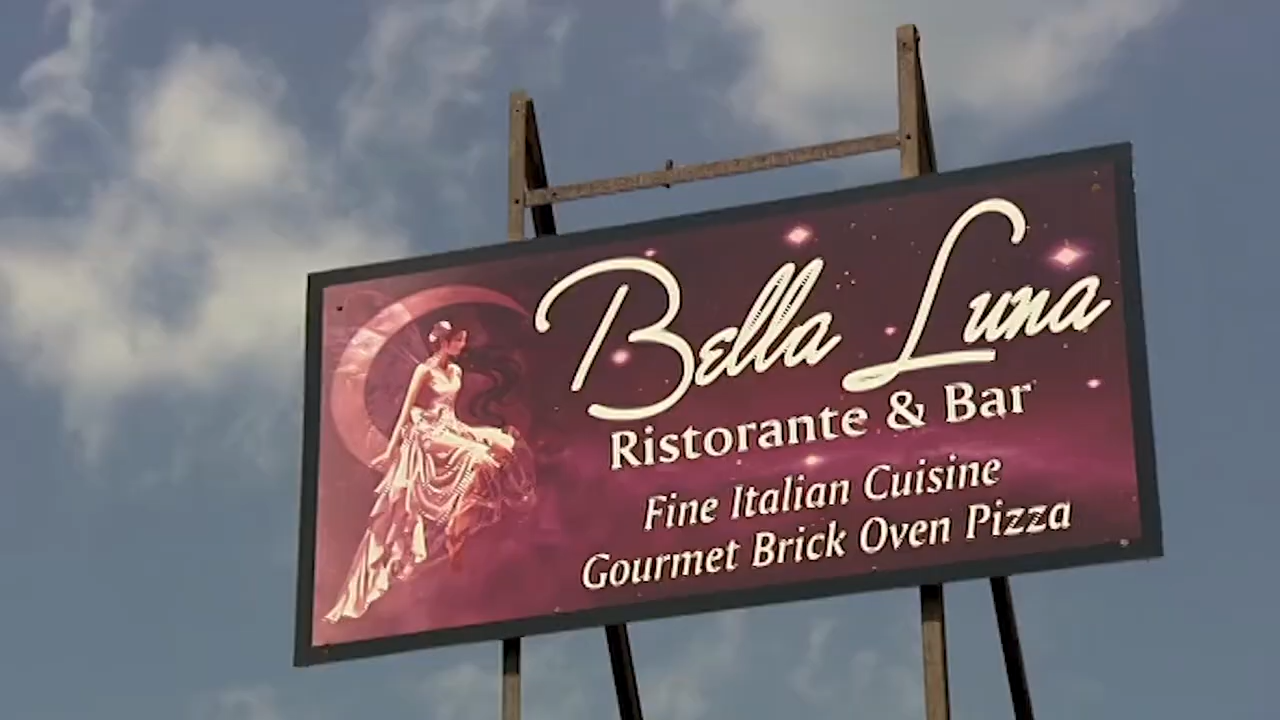 Bella Luna
Ristorante & Bar
Fine Italian Cuisine
Gourmet Brick Oven Pizza